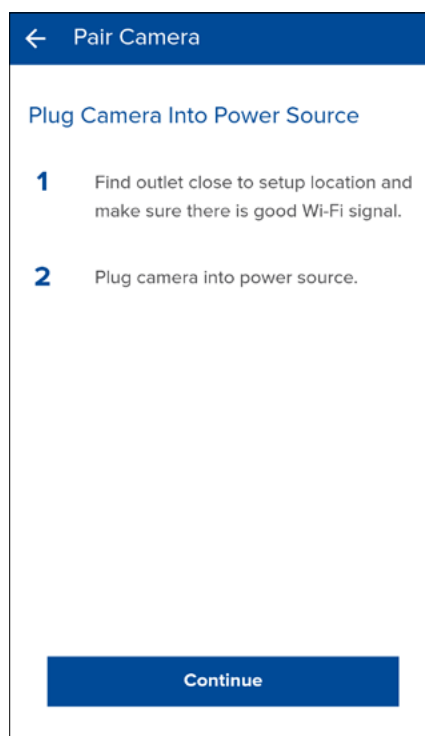 Pair Camera
Plug Camera Into Power Source
1 Find outlet close to setup location and
make sure there is good Wi-Fi signal.
2 Plug camera into power source.
Continue